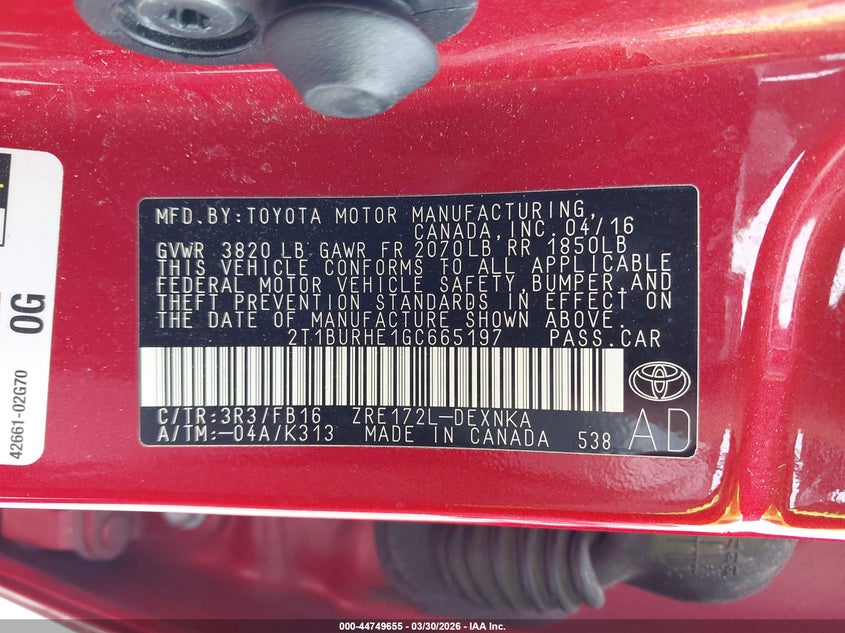 MFD.BY:TOYOTA MOTOR MANUFACTURING,
CANADA,INC. 04/16
GVWR 3820 LB GAWR FR 2070LB RR 1850LB
THIS VEHICLE CONFORMS TO ALL APPLICABLE
FEDERAL MOTOR VEHICLE SAFETY,BUMPER,AND
THEFT PREVENTION STANDARDS IN EFFECT ON
THE DATE OF MANUFACTURE SHOWN ABOVE.
2T1BURHE1GC665197 PASS.CAR
C/TR:3R3/FB16 ZRE172L-DEXNKA
A/TM:-04A/K313 MADE IN CANADA 538
AD
0G
42661-02G70
000-44749655 — 03/30/2026 - IAA Inc.